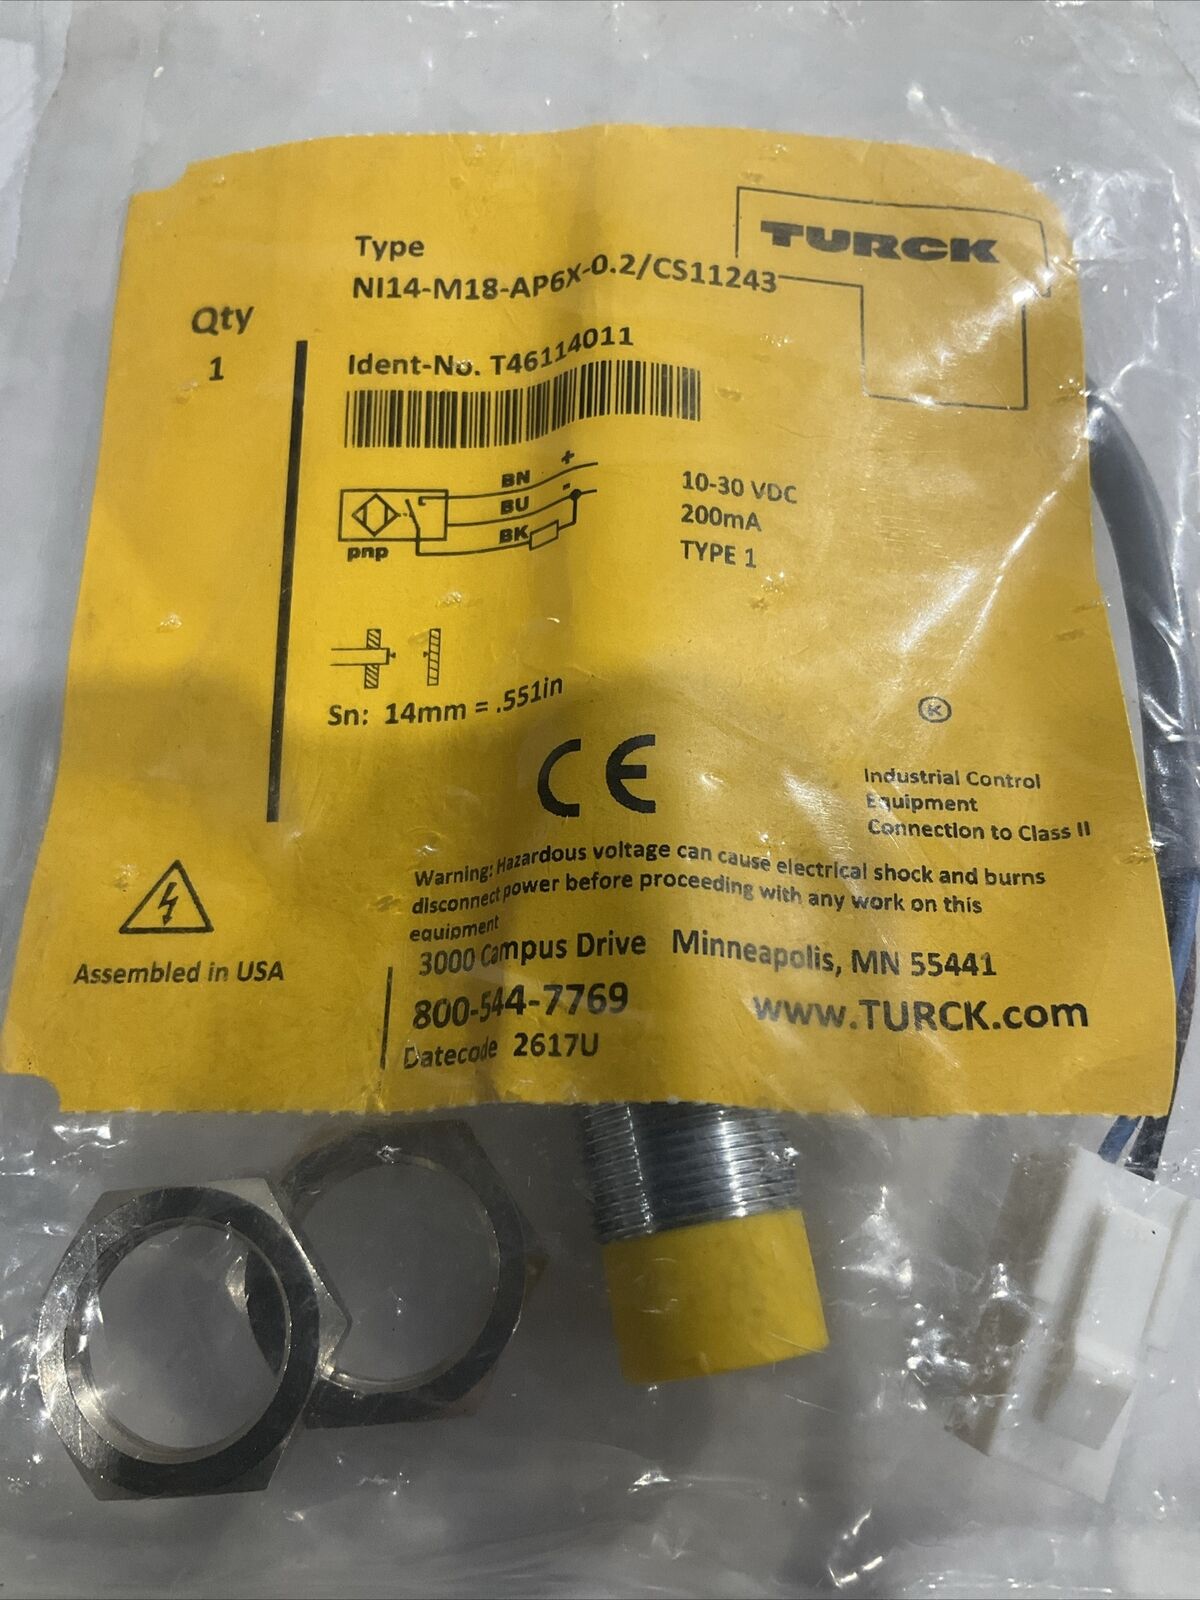 TURCK
Type
NI14-M18-AP6X-0.2/CS11243
Qty
1
Ident-No. T46114011
BN +
BU -
BK
pnp
10-30 VDC
200mA
TYPE 1
Sn: 14mm = .551in
K
CE
Industrial Control
Equipment
Connection to Class II
Warning: Hazardous voltage can cause electrical shock and burns
disconnect power before proceeding with any work on this
equipment
Assembled in USA
3000 Campus Drive Minneapolis, MN 55441
800-544-7769
www.TURCK.com
Datecode 2617U